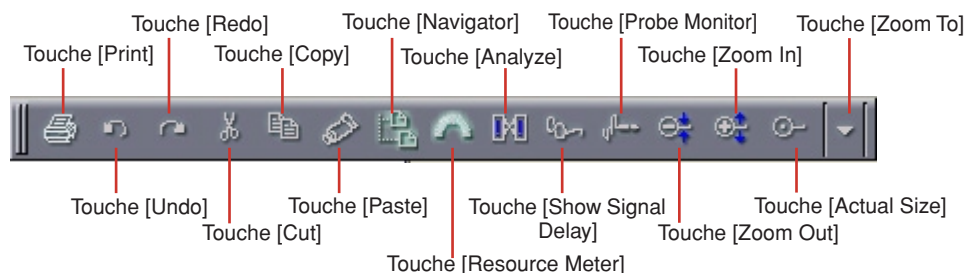 Touche [Redo]
Touche [Navigator]
Touche [Probe Monitor]
Touche [Zoom To]
Touche [Print]
Touche [Copy]
Touche [Analyze]
Touche [Zoom In]
Touche [Undo]
Touche [Paste]
Touche [Show Signal
Delay]
Touche [Actual Size]
Touche [Cut]
Touche [Zoom Out]
Touche [Resource Meter]